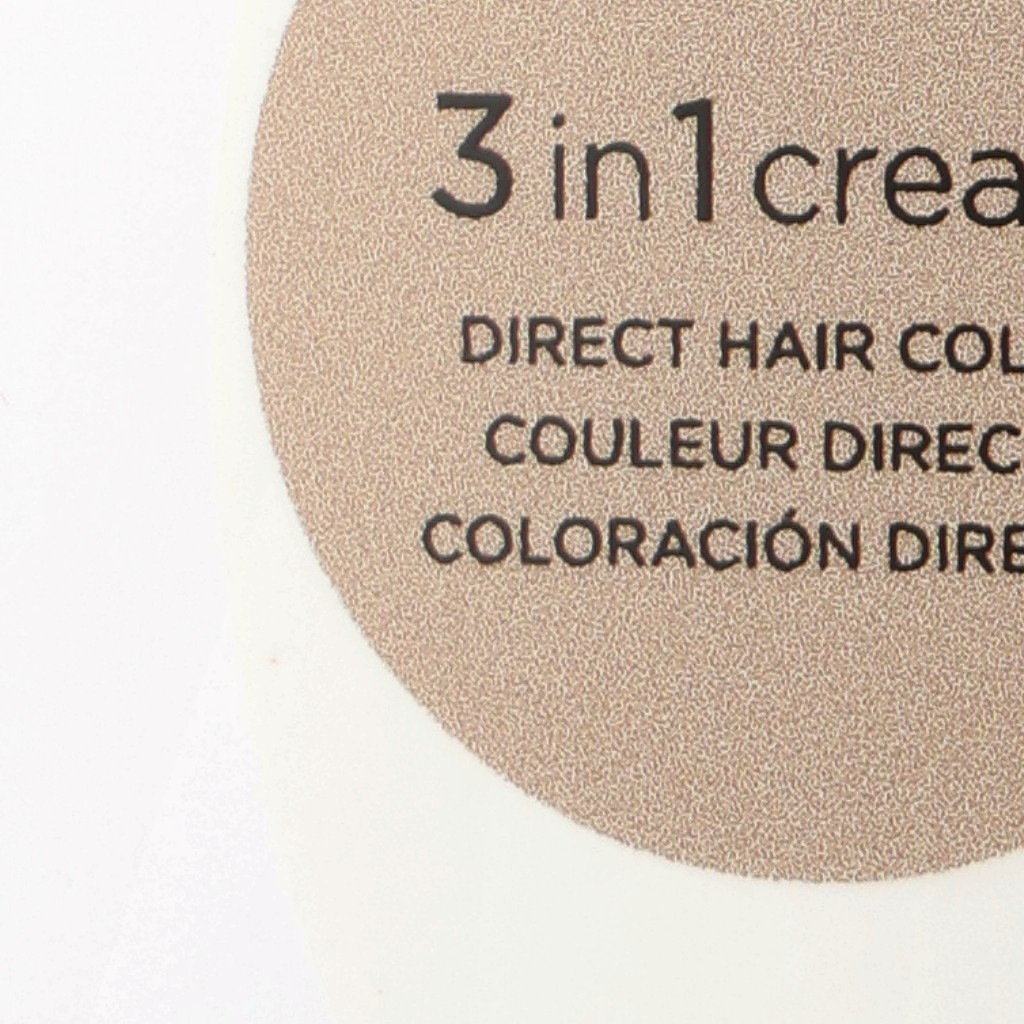 3 in 1 crea
DIRECT HAIR COL
COULEUR DIREC
COLORACIÓN DIRE